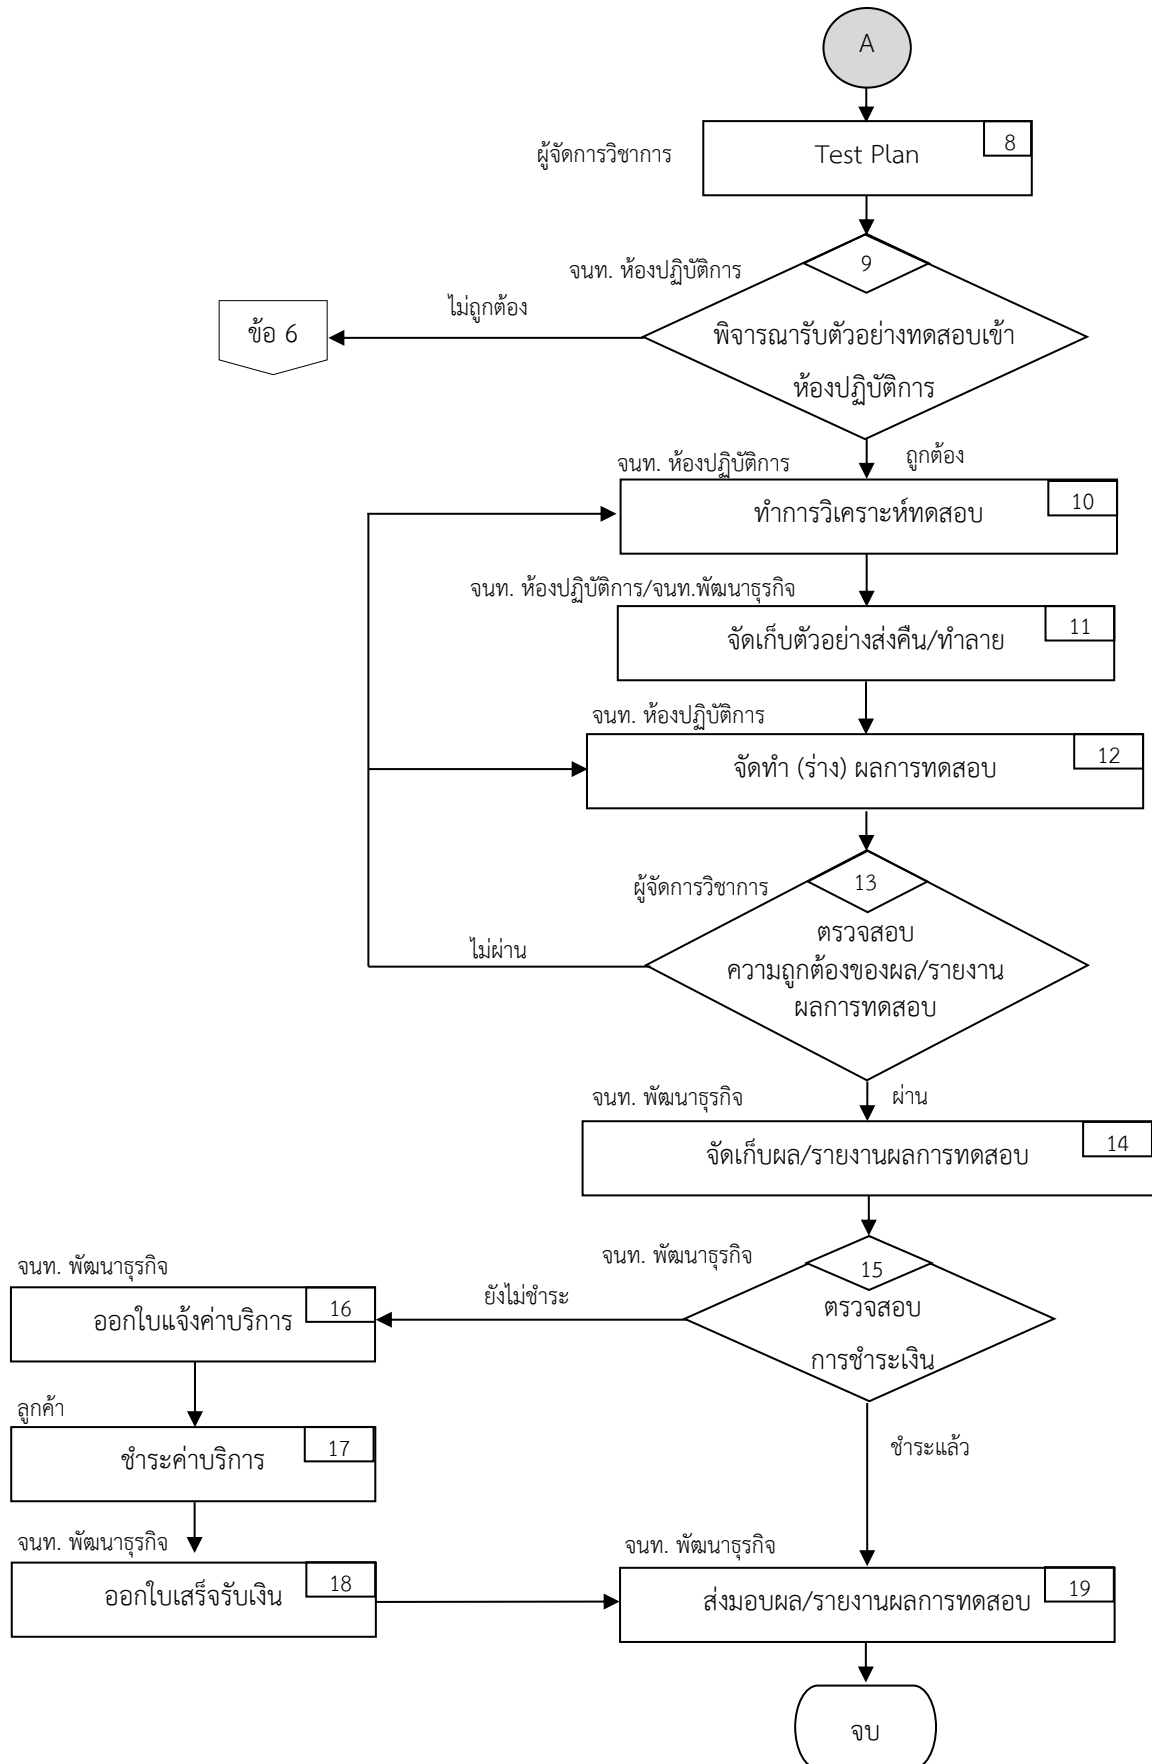 A
8
ผู้จัดการวิชาการ
Test Plan
จนท. ห้องปฏิบัติการ
9
ไม่ถูกต้อง
ข้อ 6
พิจารณารับตัวอย่างทดสอบเข้า
ห้องปฏิบัติการ
ถูกต้อง
จนท. ห้องปฏิบัติการ
10
ทำการวิเคราะห์ทดสอบ
จนท. ห้องปฏิบัติการ/จนท.พัฒนาธุรกิจ
11
จัดเก็บตัวอย่างส่งคืน/ทำลาย
จนท. ห้องปฏิบัติการ
12
จัดทำ (ร่าง) ผลการทดสอบ
ผู้จัดการวิชาการ
13
ไม่ผ่าน
ตรวจสอบ
ความถูกต้องของผล/รายงาน
ผลการทดสอบ
จนท. พัฒนาธุรกิจ
ผ่าน
14
จัดเก็บผล/รายงานผลการทดสอบ
จนท. พัฒนาธุรกิจ
15
ตรวจสอบ
การชำระเงิน
ยังไม่ชำระ
จนท. พัฒนาธุรกิจ
16
ออกใบแจ้งค่าบริการ
ลูกค้า
17
ชำระค่าบริการ
ชำระแล้ว
จนท. พัฒนาธุรกิจ
18
ออกใบเสร็จรับเงิน
จนท. พัฒนาธุรกิจ
19
ส่งมอบผล/รายงานผลการทดสอบ
จบ